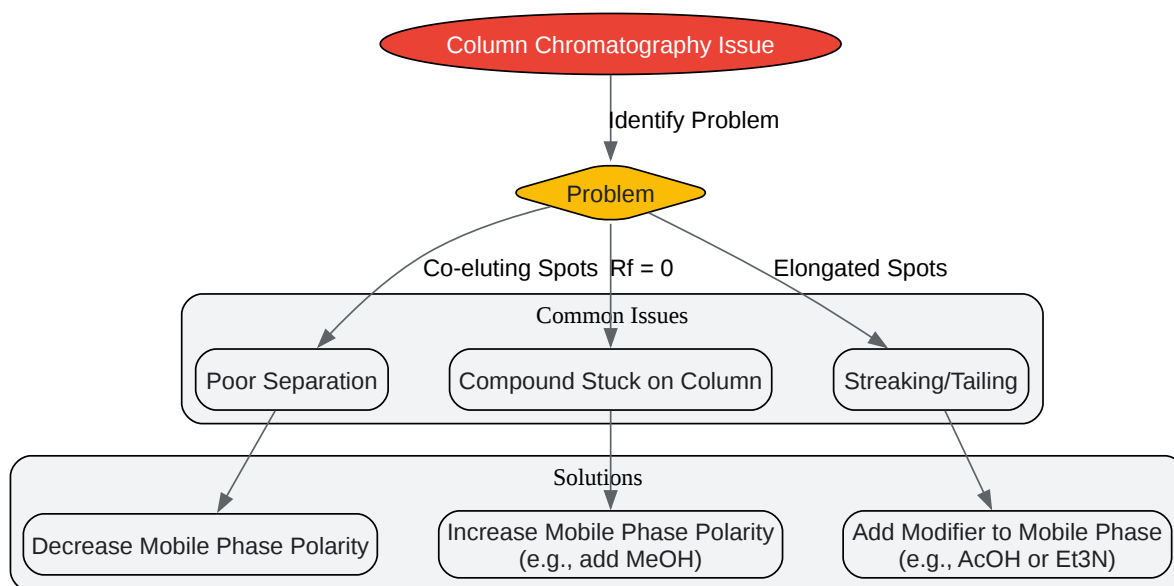 Column Chromatography Issue
Identify Problem
Problem
Co-eluting Spots
Rf = 0
Elongated Spots
Common Issues
Poor Separation
Compound Stuck on Column
Streaking/Tailing
Solutions
Decrease Mobile Phase Polarity
Increase Mobile Phase Polarity
(e.g., add MeOH)
Add Modifier to Mobile Phase
(e.g., AcOH or Et3N)